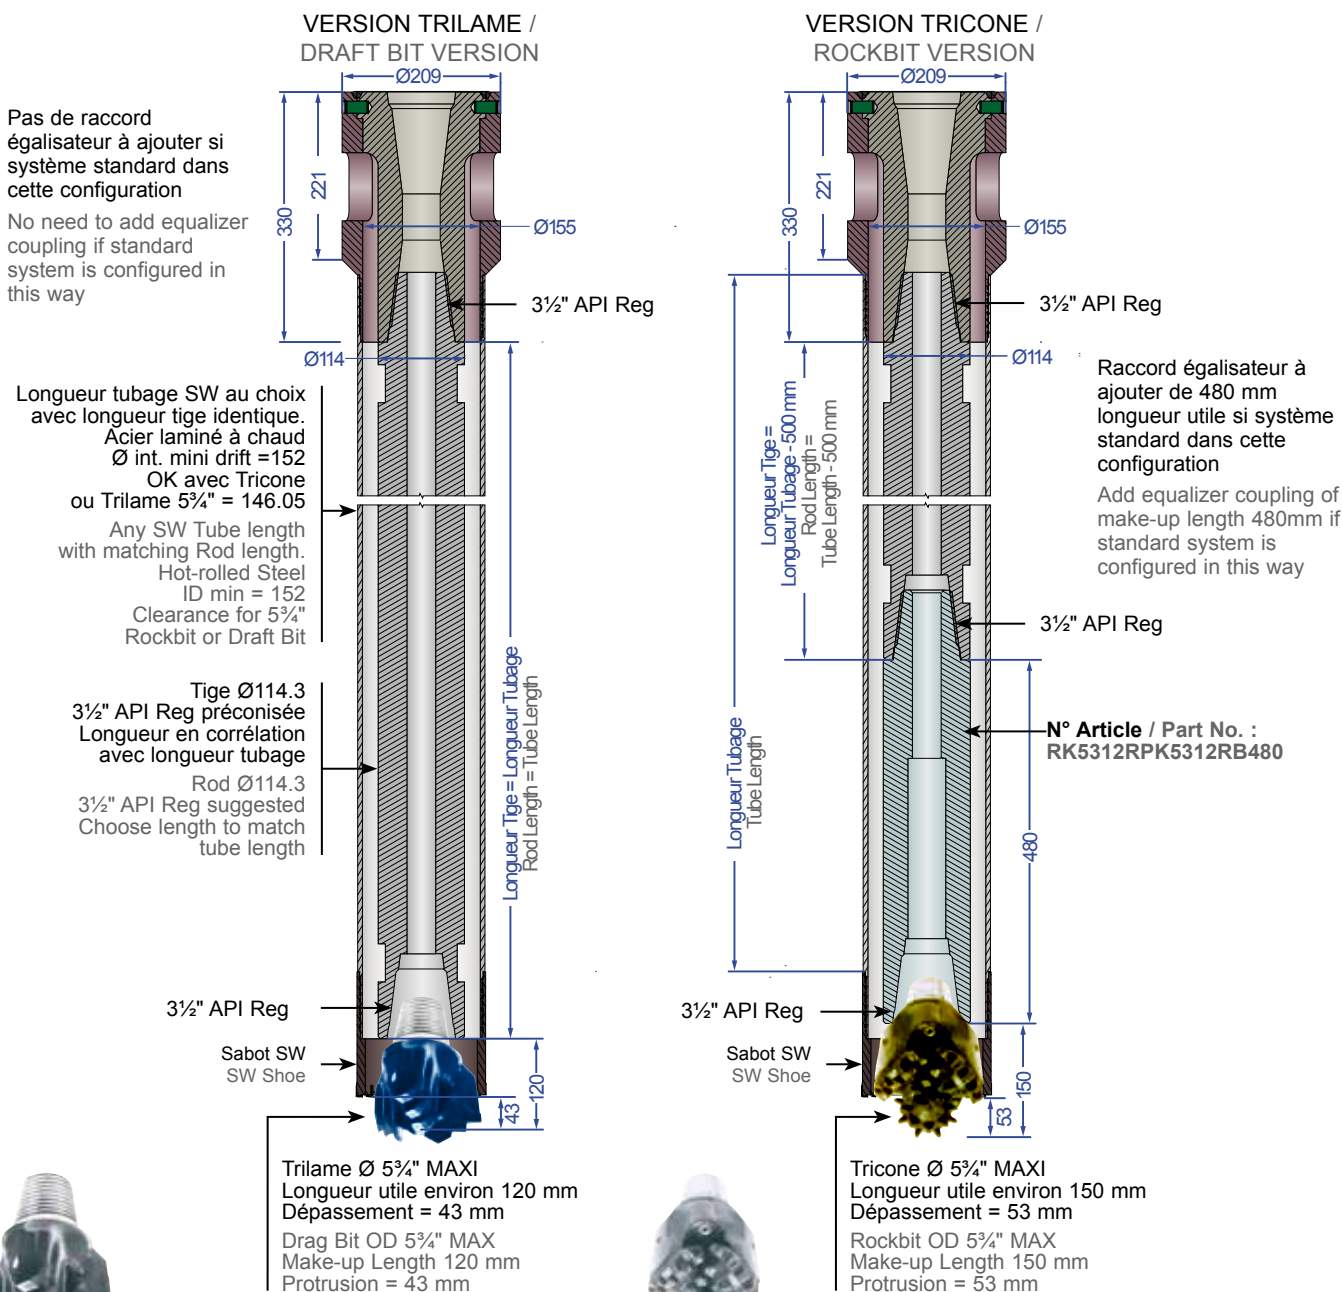 VERSION TRILAME /
DRAFT BIT VERSION
Ø209
Pas de raccord
égalisateur à ajouter si
système standard dans
cette configuration
No need to add equalizer
coupling if standard
system is configured in
this way
330
221
Ø155
3½" API Reg
Ø114
Longueur tubage SW au choix
avec longueur tige identique.
Acier laminé à chaud
Ø int. mini drift =152
OK avec Tricone
ou Trilame 5¾" = 146.05
Any SW Tube length
with matching Rod length.
Hot-rolled Steel
ID min = 152
Clearance for 5¾"
Rockbit or Draft Bit
Tige Ø114.3
3½" API Reg préconisée
Longueur en corrélation
avec longueur tubage
Rod Ø114.3
3½" API Reg suggested
Choose length to match
tube length
Longueur Tige = Longueur Tubage
Rod Length = Tube Length
3½" API Reg
Sabot SW
SW Shoe
120
43
Trilame Ø 5¾" MAXI
Longueur utile environ 120 mm
Dépassement = 43 mm
Drag Bit OD 5¾" MAX
Make-up Length 120 mm
Protrusion = 43 mm
VERSION TRICONE /
ROCKBIT VERSION
Ø209
330
221
Ø155
3½" API Reg
Ø114
Raccord égalisateur à
ajouter de 480 mm
longueur utile si système
standard dans cette
configuration
Add equalizer coupling of
make-up length 480mm if
standard system is
configured in this way
Longueur Tige =
Longueur Tubage - 500 mm
Rod Length =
Tube Length - 500 mm
3½" API Reg
N° Article / Part No. :
RK5312RPK5312RB480
Longueur Tubage
Tube Length
480
3½" API Reg
Sabot SW
SW Shoe
150
53
Tricone Ø 5¾" MAXI
Longueur utile environ 150 mm
Dépassement = 53 mm
Rockbit OD 5¾" MAX
Make-up Length 150 mm
Protrusion = 53 mm